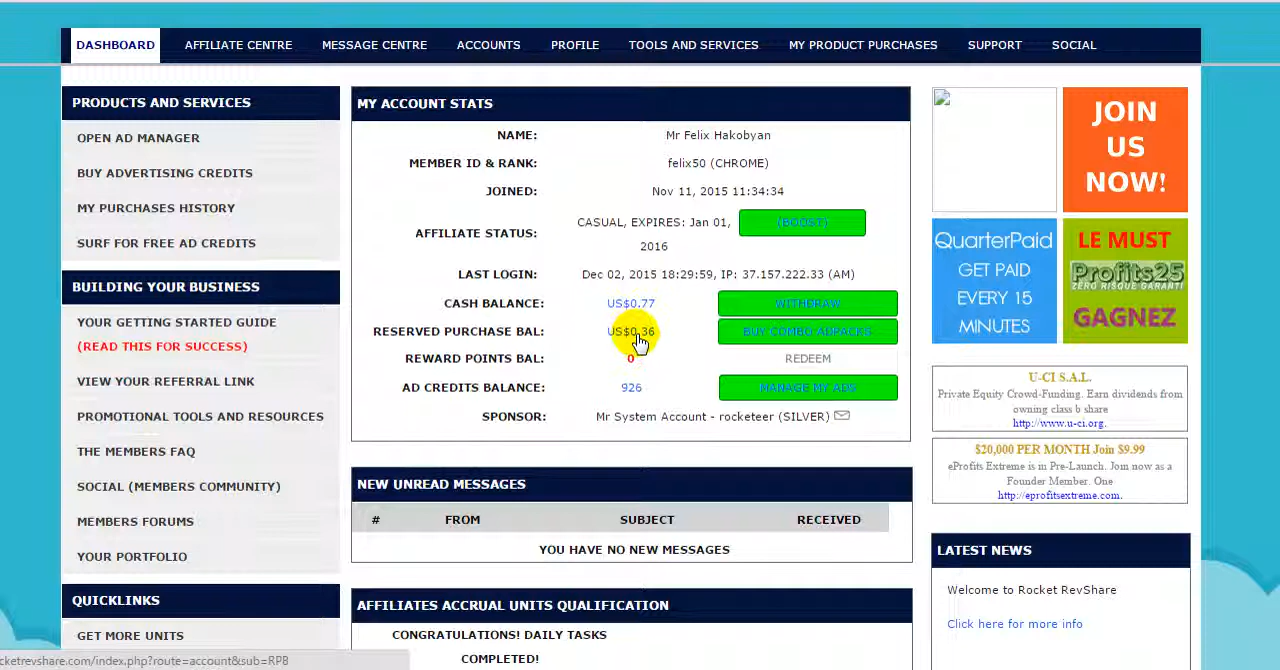 DASHBOARD AFFILIATE CENTRE MESSAGE CENTRE ACCOUNTS PROFILE TOOLS AND SERVICES MY PRODUCT PURCHASES SUPPORT SOCIAL
PRODUCTS AND SERVICES
OPEN AD MANAGER
BUY ADVERTISING CREDITS
MY PURCHASES HISTORY
SURF FOR FREE AD CREDITS
BUILDING YOUR BUSINESS
YOUR GETTING STARTED GUIDE
(READ THIS FOR SUCCESS)
VIEW YOUR REFERRAL LINK
PROMOTIONAL TOOLS AND RESOURCES
THE MEMBERS FAQ
SOCIAL (MEMBERS COMMUNITY)
MEMBERS FORUMS
YOUR PORTFOLIO
QUICKLINKS
GET MORE UNITS
MY ACCOUNT STATS
NAME: Mr Felix Hakobyan
MEMBER ID & RANK: felix50 (CHROME)
JOINED: Nov 11, 2015 11:34:34
AFFILIATE STATUS: CASUAL, EXPIRES: Jan 01, (BOOST)
2016
LAST LOGIN: Dec 02, 2015 18:29:59, IP: 37.157.222.33 (AM)
CASH BALANCE: US$0.77 WITHDRAW
RESERVED PURCHASE BAL: US$0.36 BUY COMBO ADPACKS
REWARD POINTS BAL: 0 REDEEM
AD CREDITS BALANCE: 926 MANAGE MY ADS
SPONSOR: Mr System Account - rocketeer (SILVER)
NEW UNREAD MESSAGES
# FROM SUBJECT RECEIVED
YOU HAVE NO NEW MESSAGES
AFFILIATES ACCRUAL UNITS QUALIFICATION
CONGRATULATIONS! DAILY TASKS
COMPLETED!
JOIN
US
NOW!
QuarterPaid
GET PAID
EVERY 15
MINUTES
LE MUST
Profits25
ZERO RISQUE GARANTI
GAGNEZ
U-CI S.A.L.
Private Equity Crowd-Funding. Earn dividends from
owning class b share
http://www.u-ci.org.
$20,000 PER MONTH Join $9.99
eProfits Extreme is in Pre-Launch. Join now as a
Founder Member. One
http://eprofitsextreme.com.
LATEST NEWS
Welcome to Rocket RevShare
Click here for more info
cketrevshare.com/index.php?route=account&sub=RPB